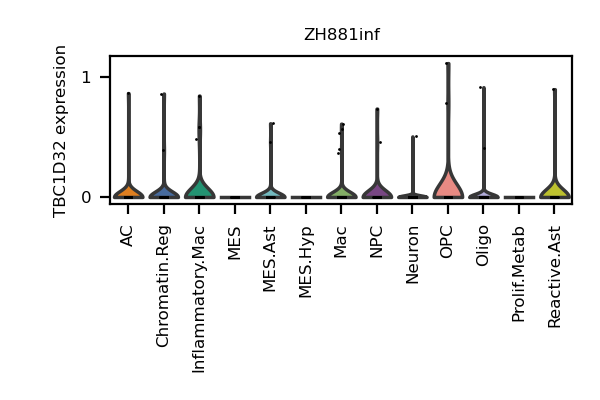 ZH881inf
TBC1D32 expression
1
0
AC
Chromatin.Reg
Inflammatory.Mac
MES
MES.Ast
MES.Hyp
Mac
NPC
Neuron
OPC
Oligo
Prolif.Metab
Reactive.Ast